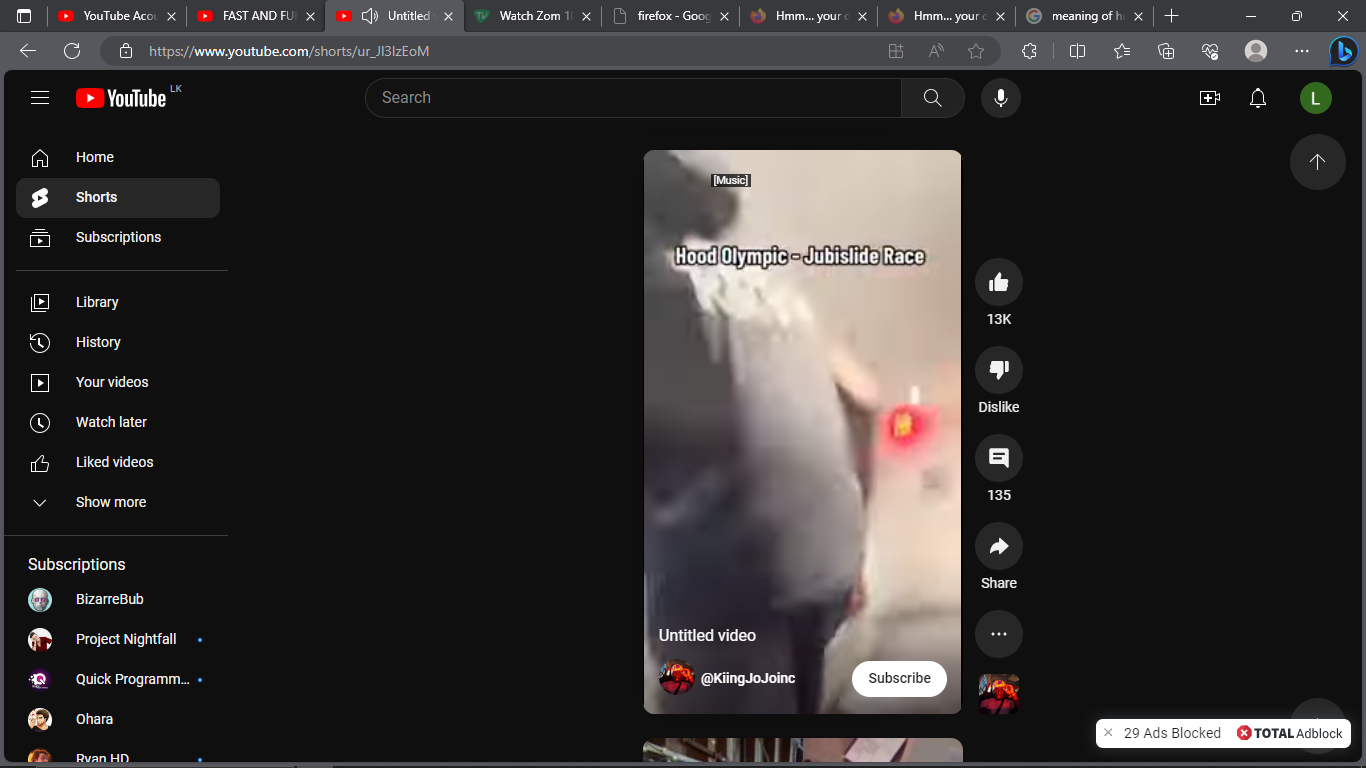 YouTube Acou
FAST AND FU
Untitled
Watch Zom 10
firefox - Goog
Hmm... your c
Hmm... your c
meaning of h
https://www.youtube.com/shorts/ur_JI3IzEoM
YouTube LK
Search
L
Home
Shorts
Subscriptions
Library
History
Your videos
Watch later
Liked videos
Show more
Subscriptions
BizarreBub
Project Nightfall
Quick Programm...
Ohara
Ryan HD
[Music]
Hood Olympic - Jubislide Race
Untitled video
@KiingJoJoinc
Subscribe
13K
Dislike
135
Share
29 Ads Blocked
TOTAL Adblock